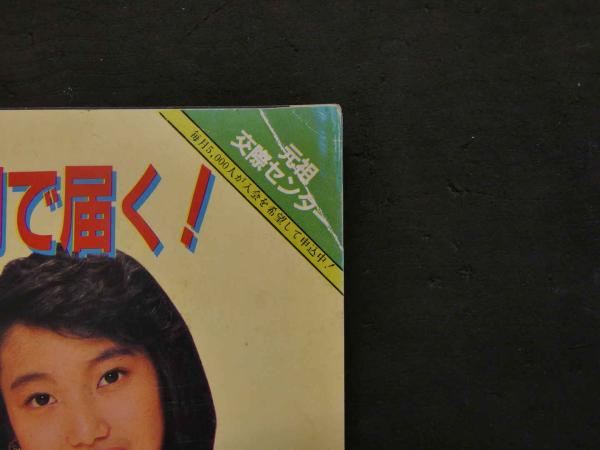 で届く!
元祖
交際センター
毎月5,000人が入会を希望して申込中!